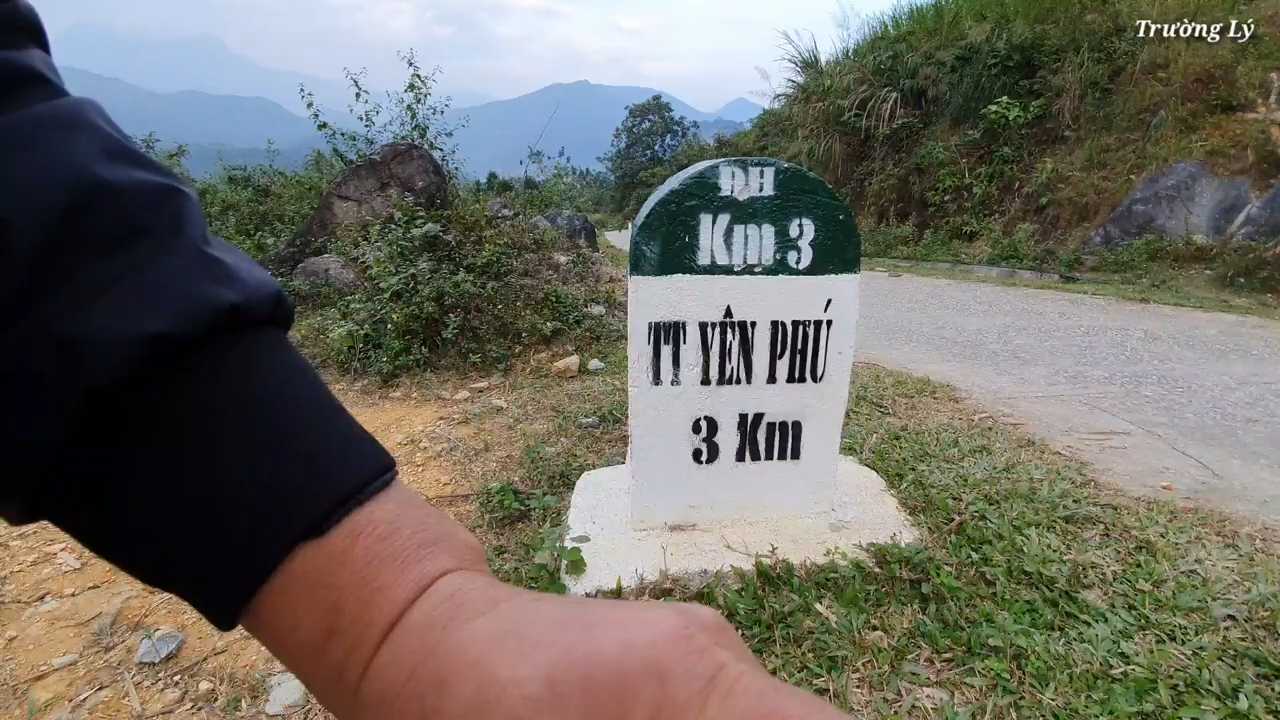 Trường Lý
ĐH
Km 3
TT YÊN PHÚ
3 Km